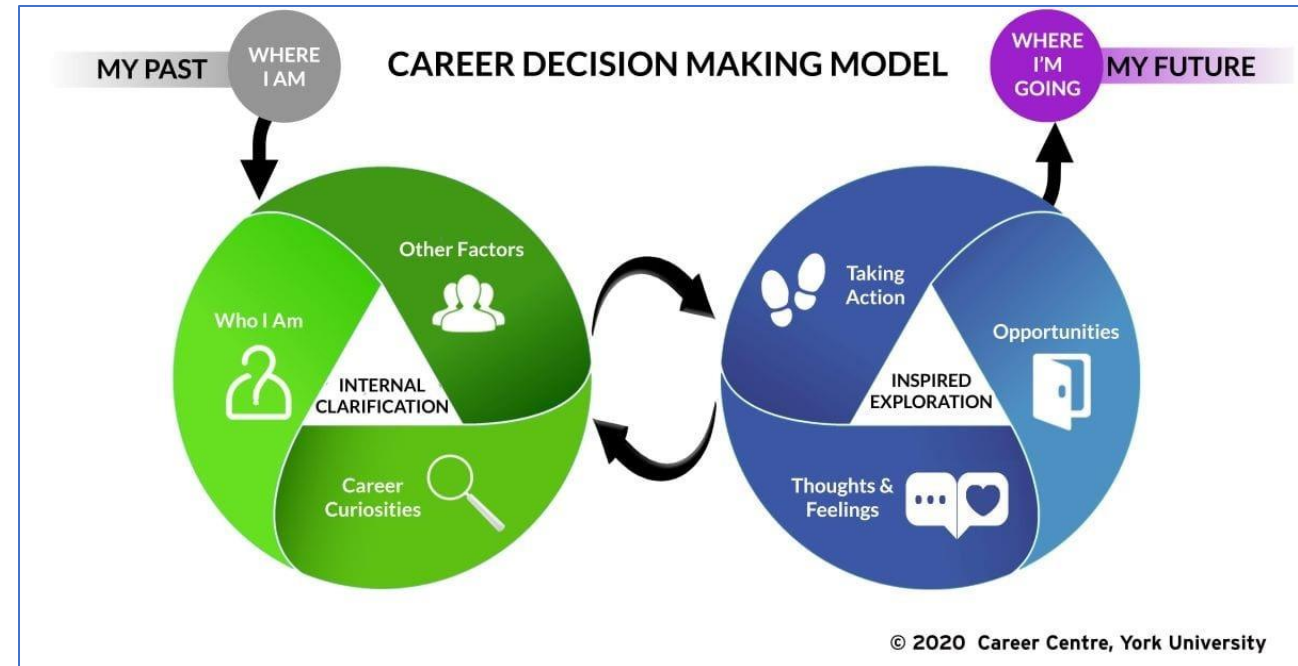 MY PAST
WHERE
I AM
CAREER DECISION MAKING MODEL
WHERE
I'M
GOING
MY FUTURE
Other Factors
Who I Am
INTERNAL
CLARIFICATION
Career
Curiosities
Taking
Action
Opportunities
INSPIRED
EXPLORATION
Thoughts &
Feelings
© 2020 Career Centre, York University